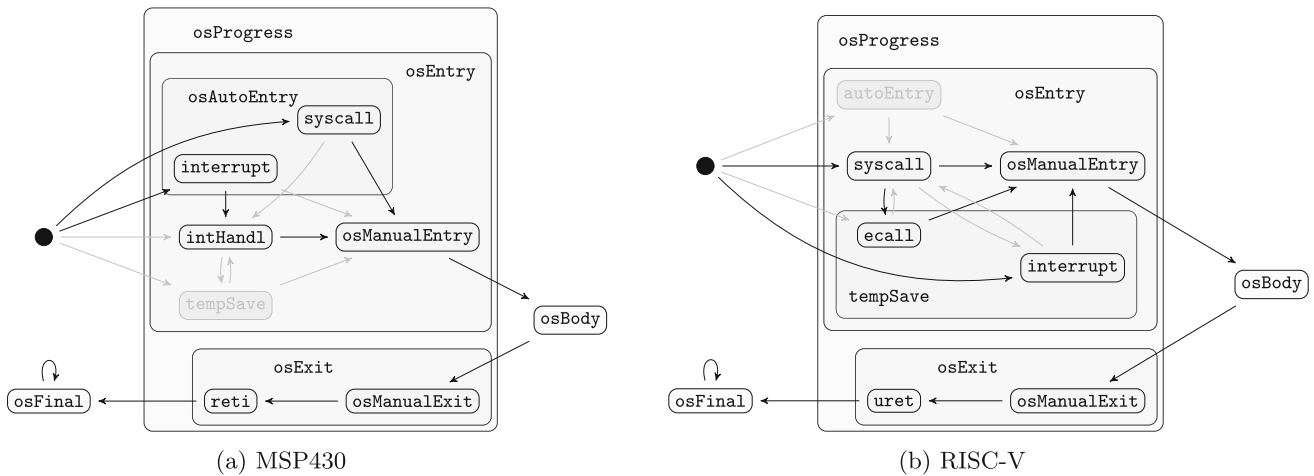 osProgress
osEntry
osAutoEntry
syscall
interrupt
intHandl
osManualEntry
tempSave
osBody
osExit
osFinal
reti
osManualExit
(a) MSP430
osProgress
autoEntry
osEntry
syscall
osManualEntry
ecall
interrupt
tempSave
osBody
osExit
osFinal
uret
osManualExit
(b) RISC-V